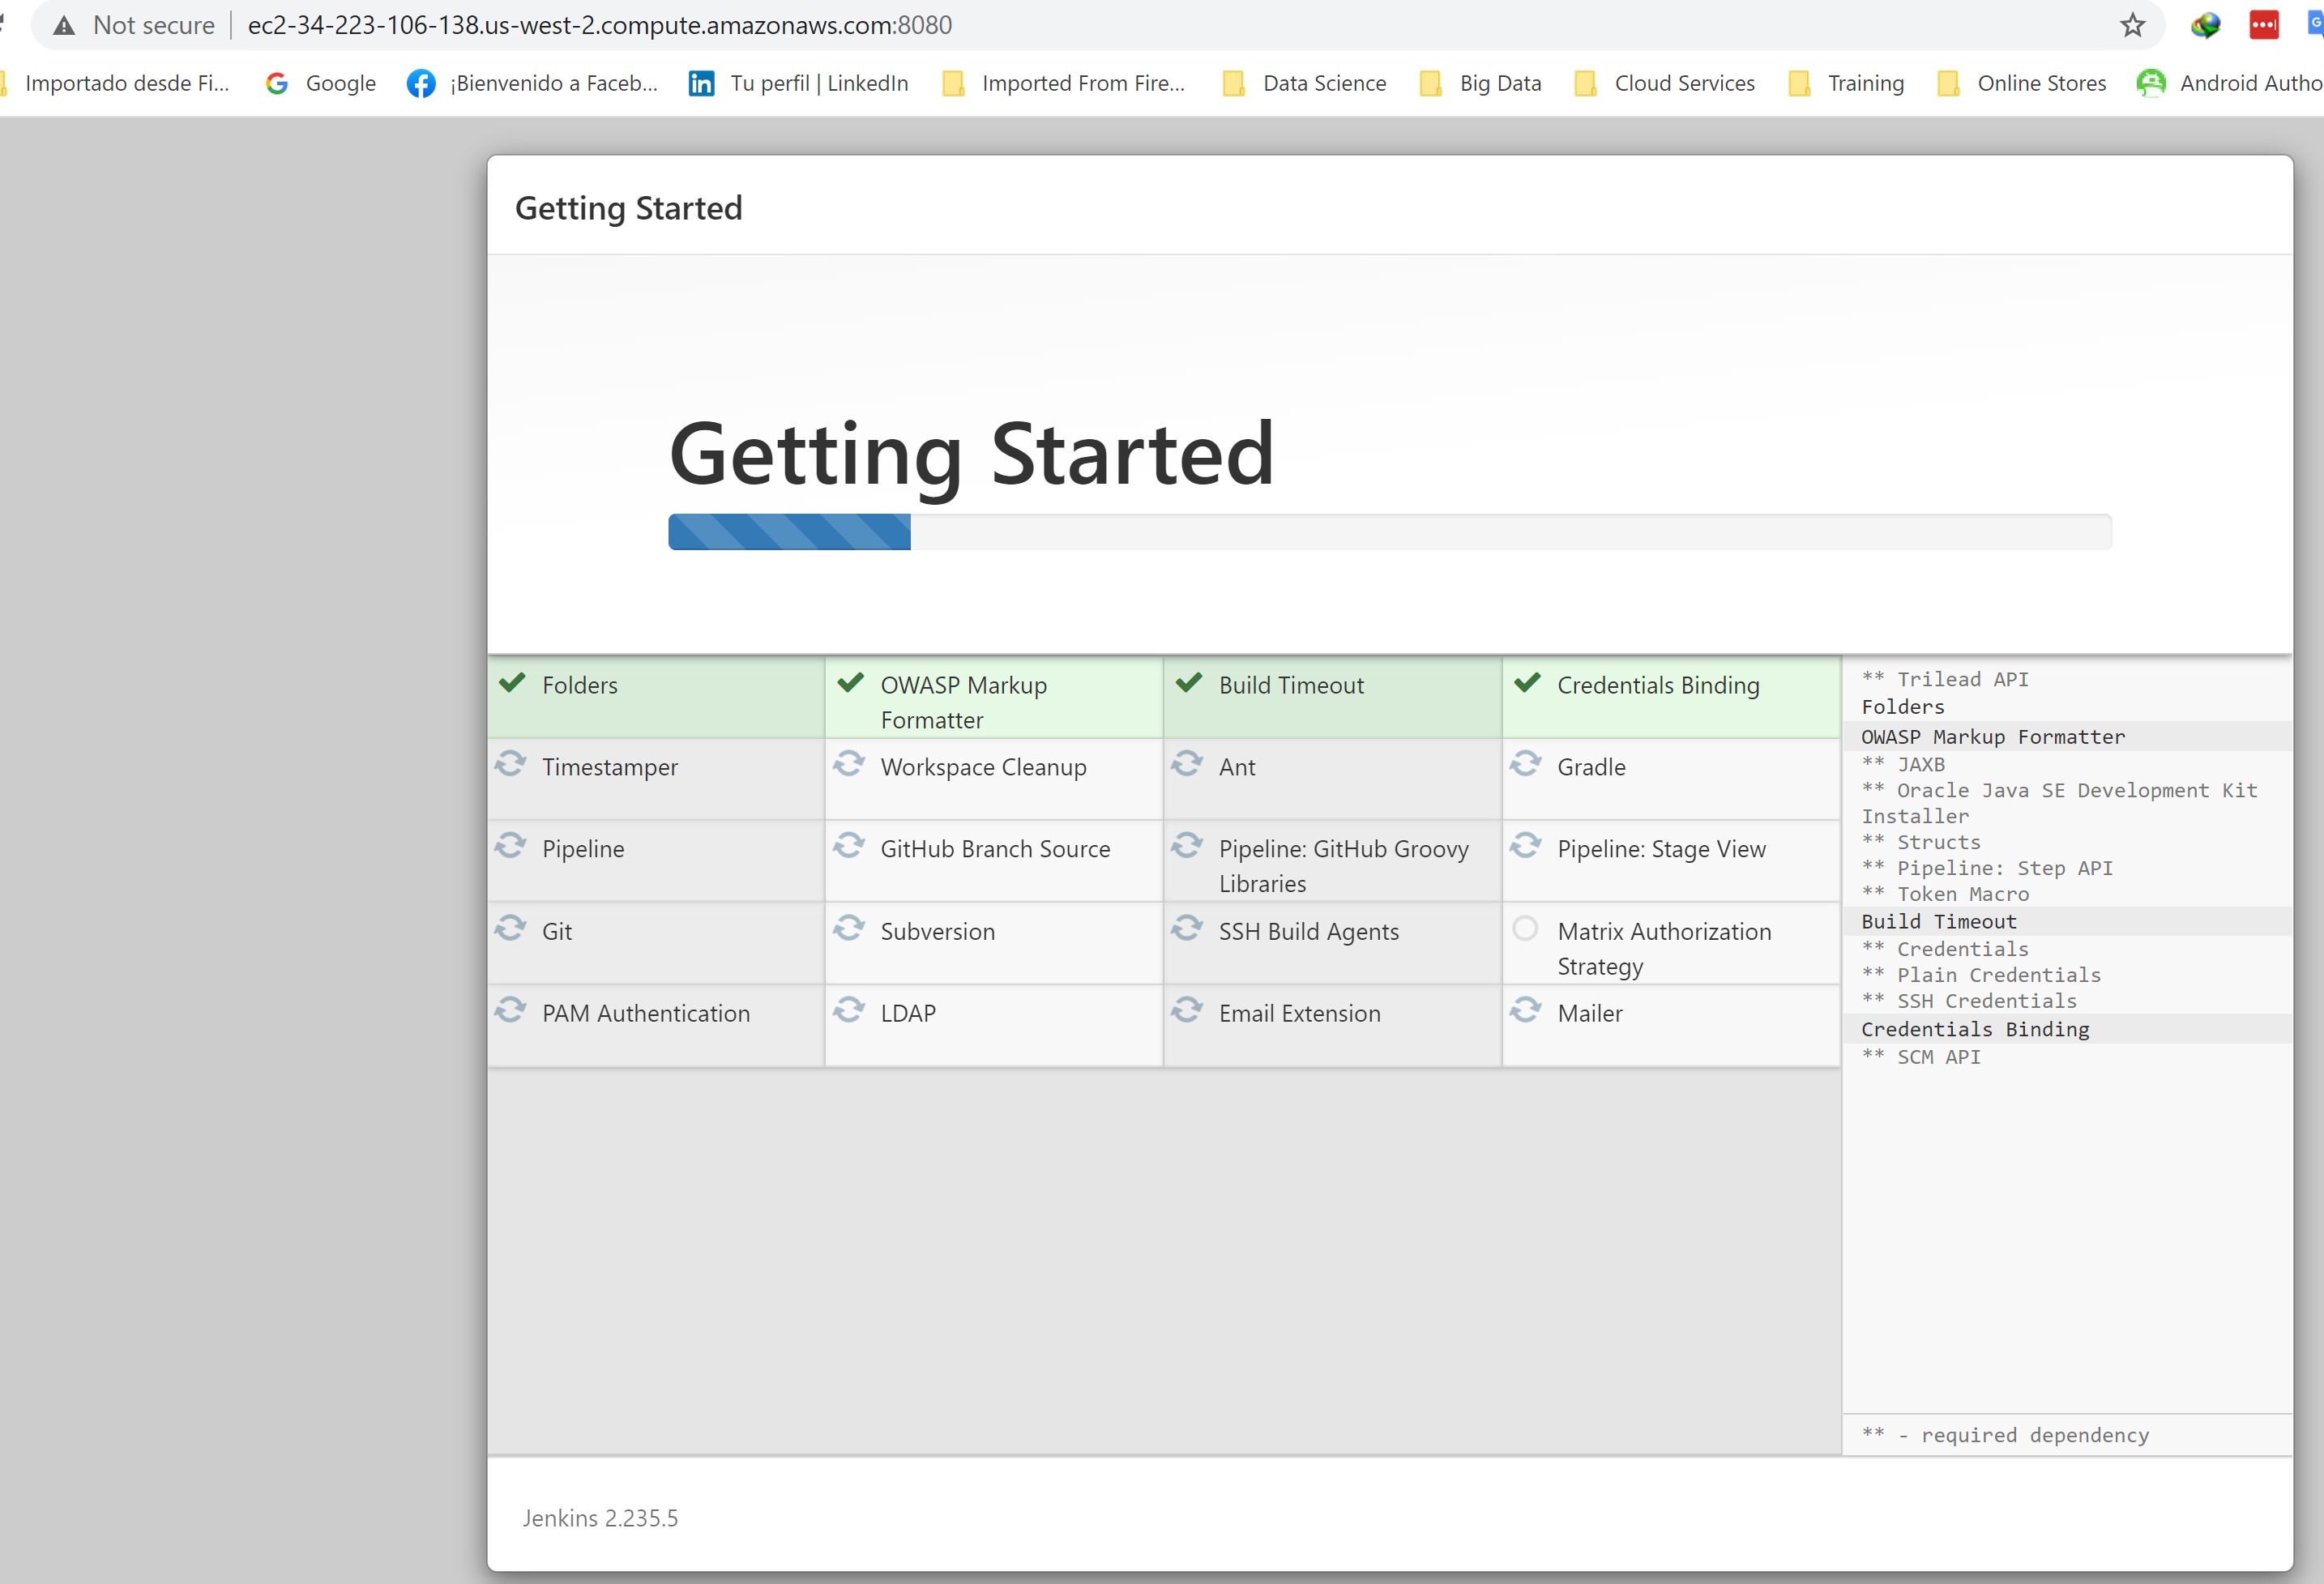 Not secure | ec2-34-223-106-138.us-west-2.compute.amazonaws.com:8080
Importado desde Fi... Google ¡Bienvenido a Faceb... Tu perfil | LinkedIn Imported From Fire... Data Science Big Data Cloud Services Training Online Stores Android Autho
Getting Started
Getting Started
Folders
OWASP Markup
Formatter
Build Timeout
Credentials Binding
Timestamper
Workspace Cleanup
Ant
Gradle
Pipeline
GitHub Branch Source
Pipeline: GitHub Groovy
Libraries
Pipeline: Stage View
Git
Subversion
SSH Build Agents
Matrix Authorization
Strategy
PAM Authentication
LDAP
Email Extension
Mailer
** Trilead API
Folders
OWASP Markup Formatter
** JAXB
** Oracle Java SE Development Kit
Installer
** Structs
** Pipeline: Step API
** Token Macro
Build Timeout
** Credentials
** Plain Credentials
** SSH Credentials
Credentials Binding
** SCM API
** - required dependency
Jenkins 2.235.5